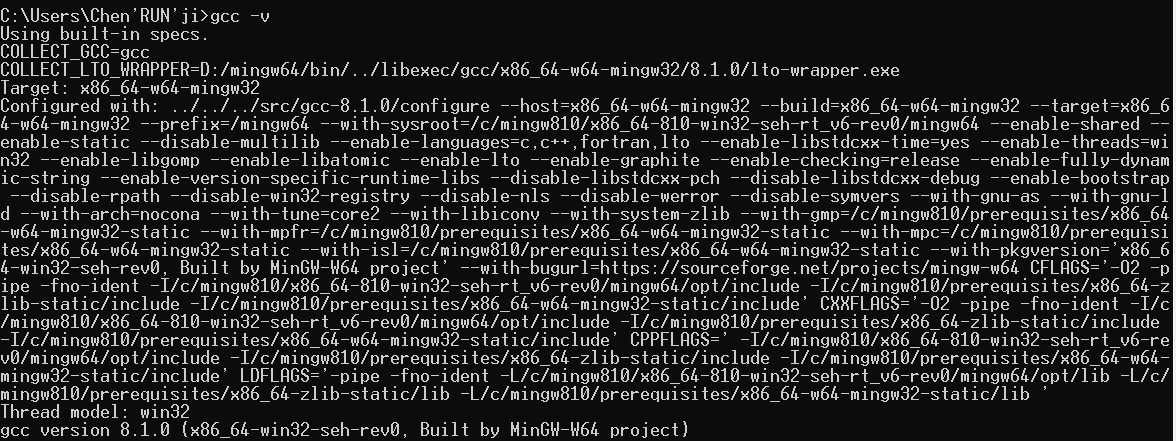 C:\Users\Chen'RUN'ji>gcc -v
Using built-in specs.
COLLECT_GCC=gcc
COLLECT_LTO_WRAPPER=D:/mingw64/bin/../libexec/gcc/x86_64-w64-mingw32/8.1.0/lto-wrapper.exe
Target: x86_64-w64-mingw32
Configured with: ../../../src/gcc-8.1.0/configure --host=x86_64-w64-mingw32 --build=x86_64-w64-mingw32 --target=x86_6
4-w64-mingw32 --prefix=/mingw64 --with-sysroot=/c/mingw810/x86_64-810-win32-seh-rt_v6-rev0/mingw64 --enable-shared --
enable-static --disable-multilib --enable-languages=c,c++,fortran,lto --enable-libstdcxx-time=yes --enable-threads=wi
n32 --enable-libgomp --enable-libatomic --enable-lto --enable-graphite --enable-checking=release --enable-fully-dynam
ic-string --enable-version-specific-runtime-libs --disable-libstdcxx-pch --disable-libstdcxx-debug --enable-bootstrap
 --disable-rpath --disable-win32-registry --disable-nls --disable-werror --disable-symvers --with-gnu-as --with-gnu-l
d --with-arch=nocona --with-tune=core2 --with-libiconv --with-system-zlib --with-gmp=/c/mingw810/prerequisites/x86_64
-w64-mingw32-static --with-mpfr=/c/mingw810/prerequisites/x86_64-w64-mingw32-static --with-mpc=/c/mingw810/prerequisi
tes/x86_64-w64-mingw32-static --with-isl=/c/mingw810/prerequisites/x86_64-w64-mingw32-static --with-pkgversion='x86_6
4-win32-seh-rev0, Built by MinGW-W64 project' --with-bugurl=https://sourceforge.net/projects/mingw-w64 CFLAGS='-O2 -p
ipe -fno-ident -I/c/mingw810/x86_64-810-win32-seh-rt_v6-rev0/mingw64/opt/include -I/c/mingw810/prerequisites/x86_64-z
lib-static/include -I/c/mingw810/prerequisites/x86_64-w64-mingw32-static/include' CXXFLAGS='-O2 -pipe -fno-ident -I/c
/mingw810/x86_64-810-win32-seh-rt_v6-rev0/mingw64/opt/include -I/c/mingw810/prerequisites/x86_64-zlib-static/include
-I/c/mingw810/prerequisites/x86_64-w64-mingw32-static/include' CPPFLAGS=' -I/c/mingw810/x86_64-810-win32-seh-rt_v6-re
v0/mingw64/opt/include -I/c/mingw810/prerequisites/x86_64-zlib-static/include -I/c/mingw810/prerequisites/x86_64-w64-
mingw32-static/include' LDFLAGS='-pipe -fno-ident -L/c/mingw810/x86_64-810-win32-seh-rt_v6-rev0/mingw64/opt/lib -L/c/
mingw810/prerequisites/x86_64-zlib-static/lib -L/c/mingw810/prerequisites/x86_64-w64-mingw32-static/lib '
Thread model: win32
gcc version 8.1.0 (x86_64-win32-seh-rev0, Built by MinGW-W64 project)